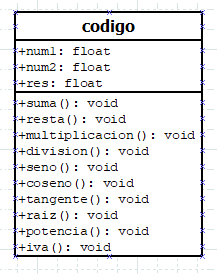 codigo
+num1: float
+num2: float
+res: float
+suma(): void
+resta(): void
+multiplicacion(): void
+division(): void
+seno(): void
+coseno(): void
+tangente(): void
+raiz(): void
+potencia(): void
+iva(): void